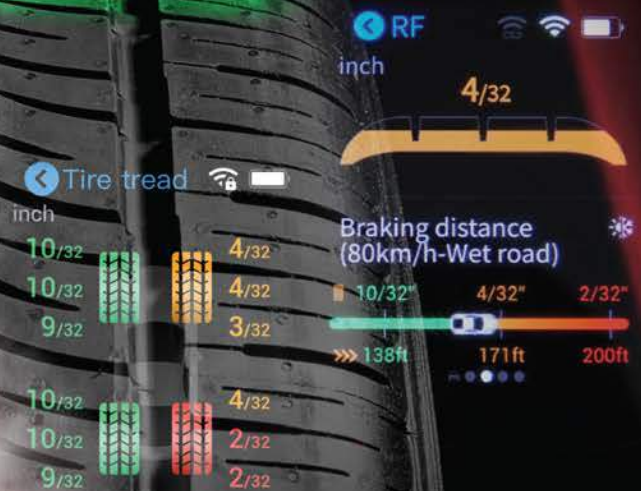 RF
inch
4/32
Tire tread
inch
10/32
10/32
9/32
4/32
4/32
3/32
10/32
10/32
9/32
4/32
2/32
2/32
Braking distance
(80km/h-Wet road)
10/32" 4/32" 2/32"
138ft 171ft 200ft